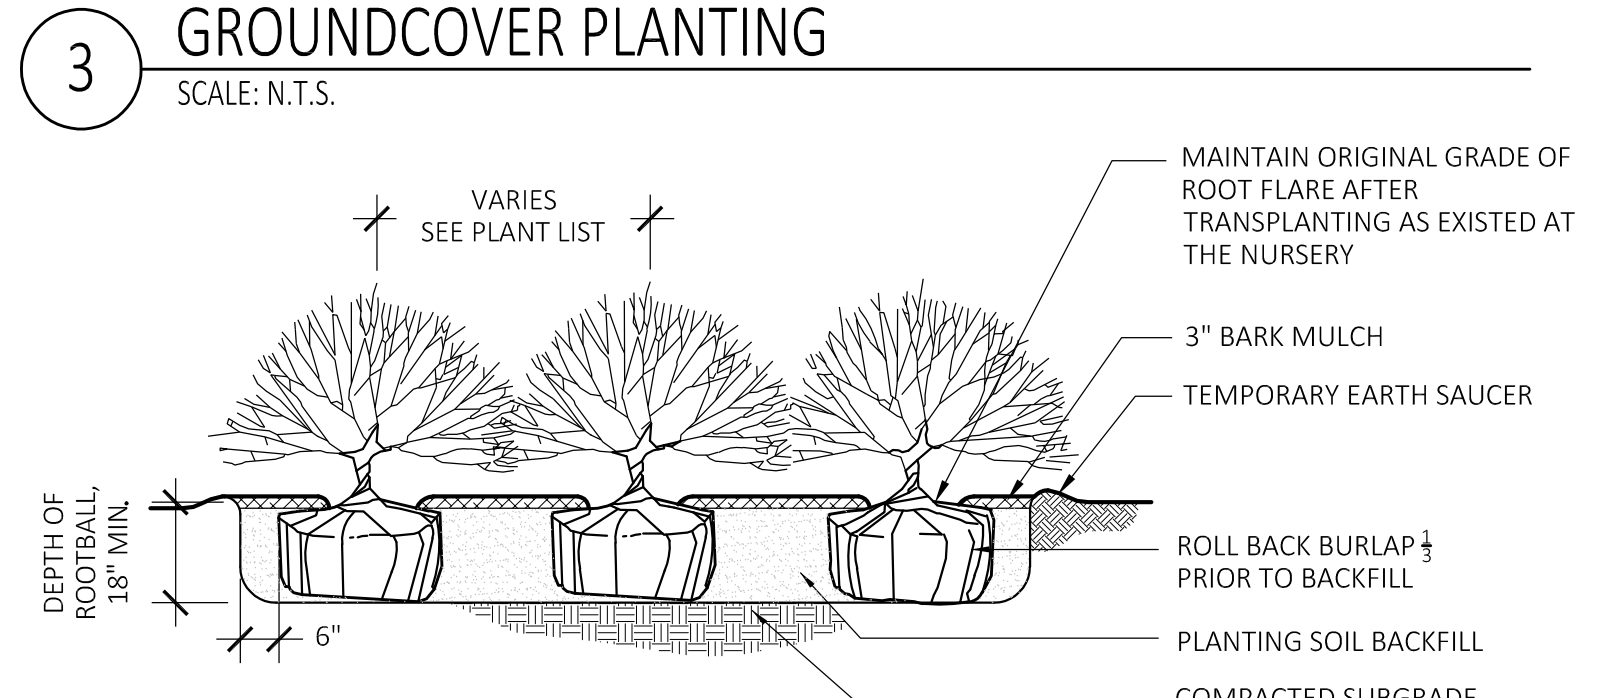 3
GROUNDCOVER PLANTING
SCALE: N.T.S.
VARIES
SEE PLANT LIST
MAINTAIN ORIGINAL GRADE OF
ROOT FLARE AFTER
TRANSPLANTING AS EXISTED AT
THE NURSERY
3" BARK MULCH
TEMPORARY EARTH SAUCER
DEPTH OF
ROOTBALL,
18" MIN.
6"
ROLL BACK BURLAP 1/3
PRIOR TO BACKFILL
PLANTING SOIL BACKFILL
COMPACTED SUBGRADE